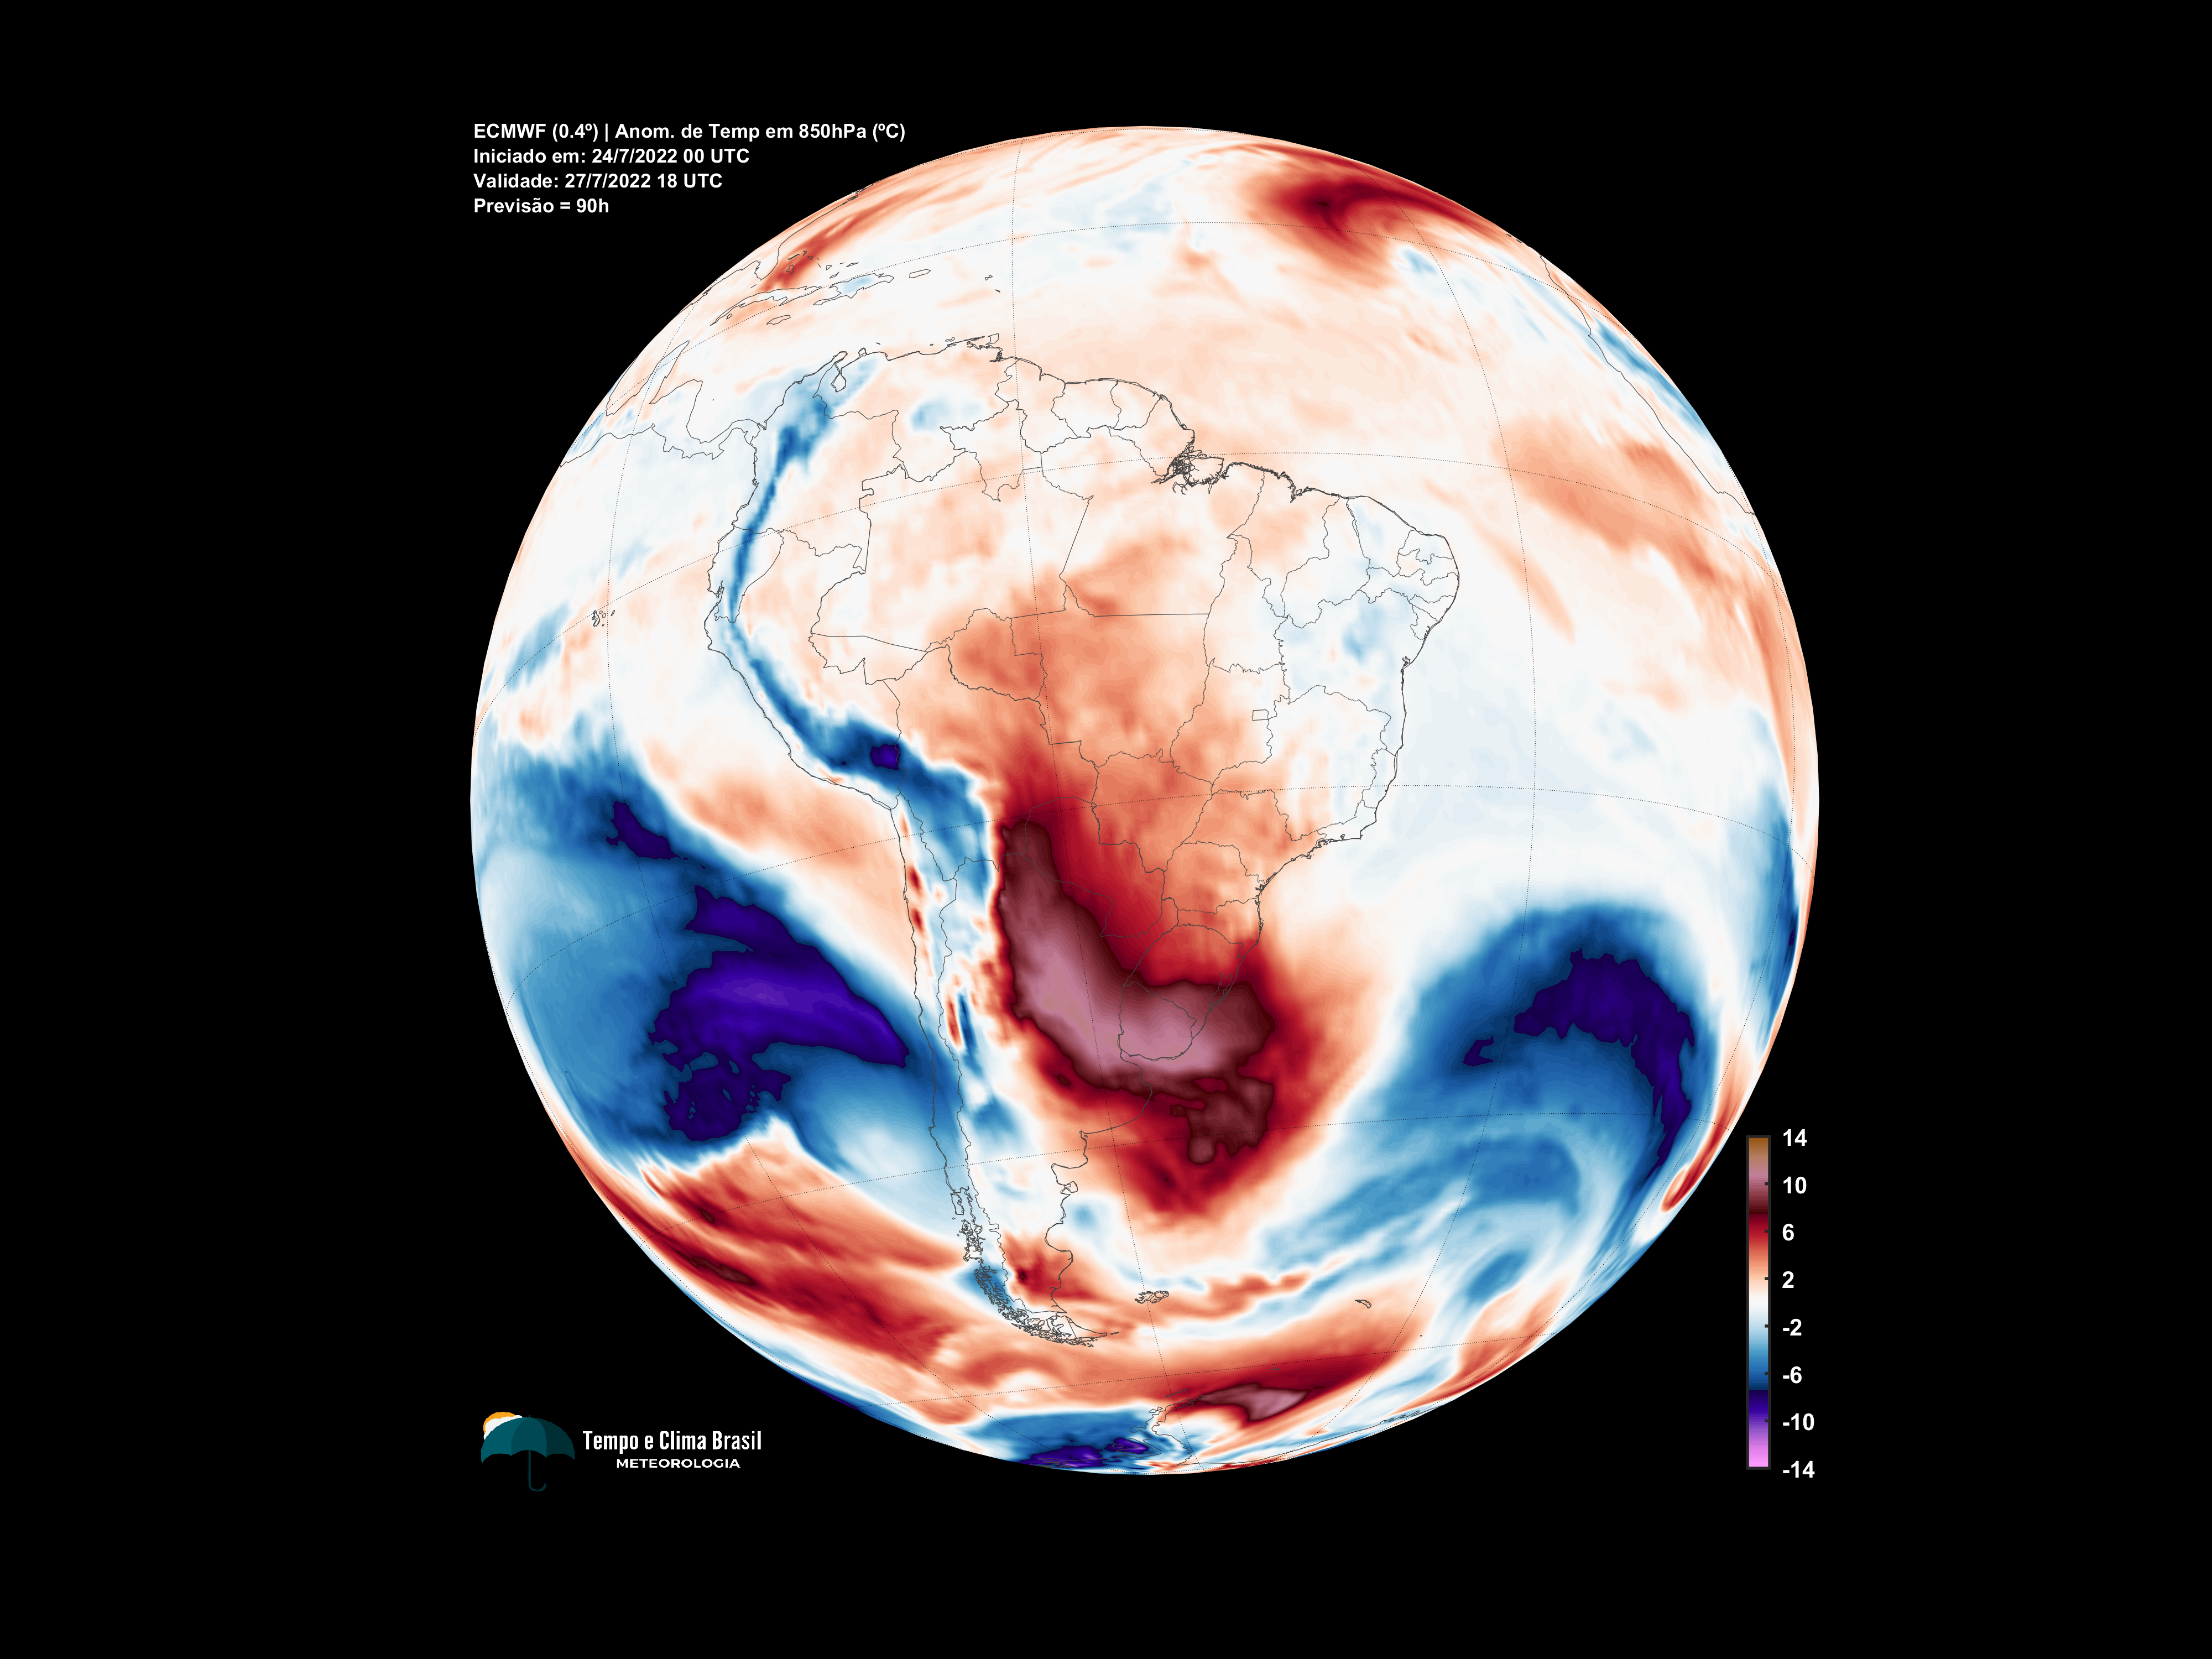 ECMWF (0.4º) | Anom. de Temp em 850hPa (ºC)
Iniciado em: 24/7/2022 00 UTC
Validade: 27/7/2022 18 UTC
Previsão = 90h
14
10
6
2
-2
-6
-10
-14
Tempo e Clima Brasil
METEOROLOGIA